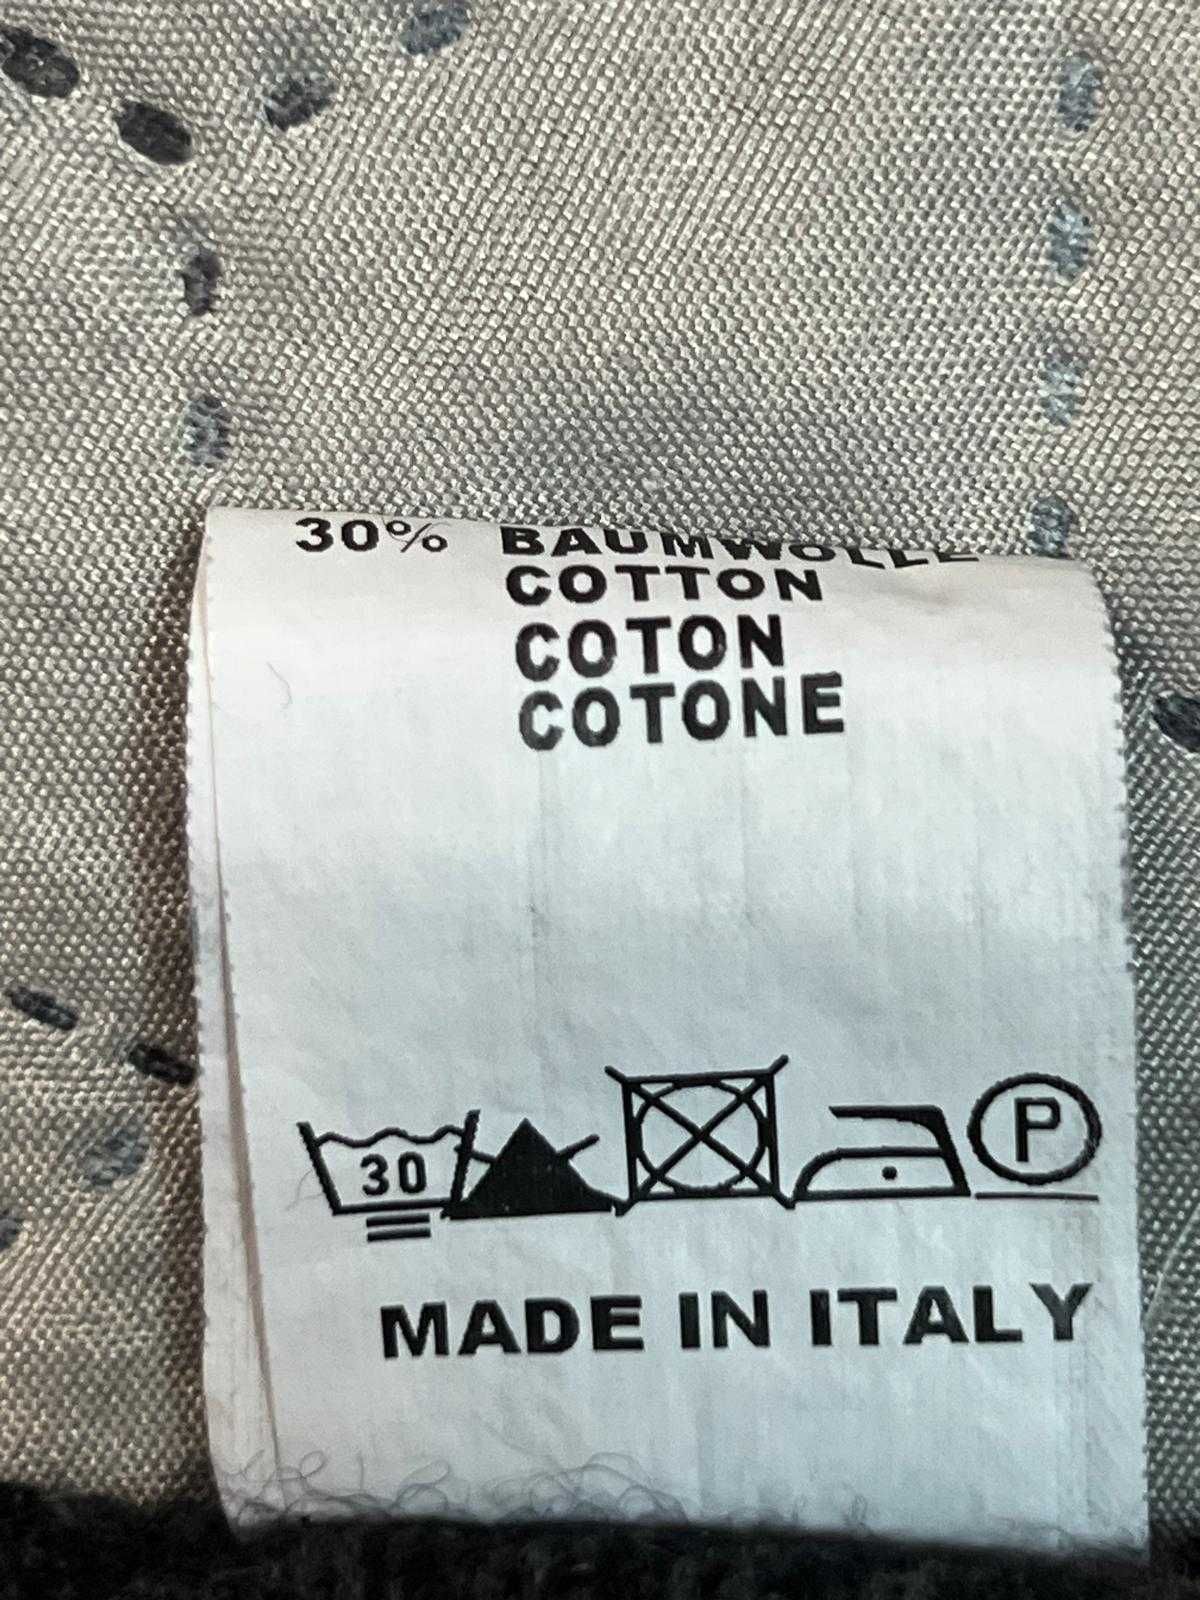 30% BAUMWOLLE
COTTON
COTON
COTONE
30 P
MADE IN ITALY